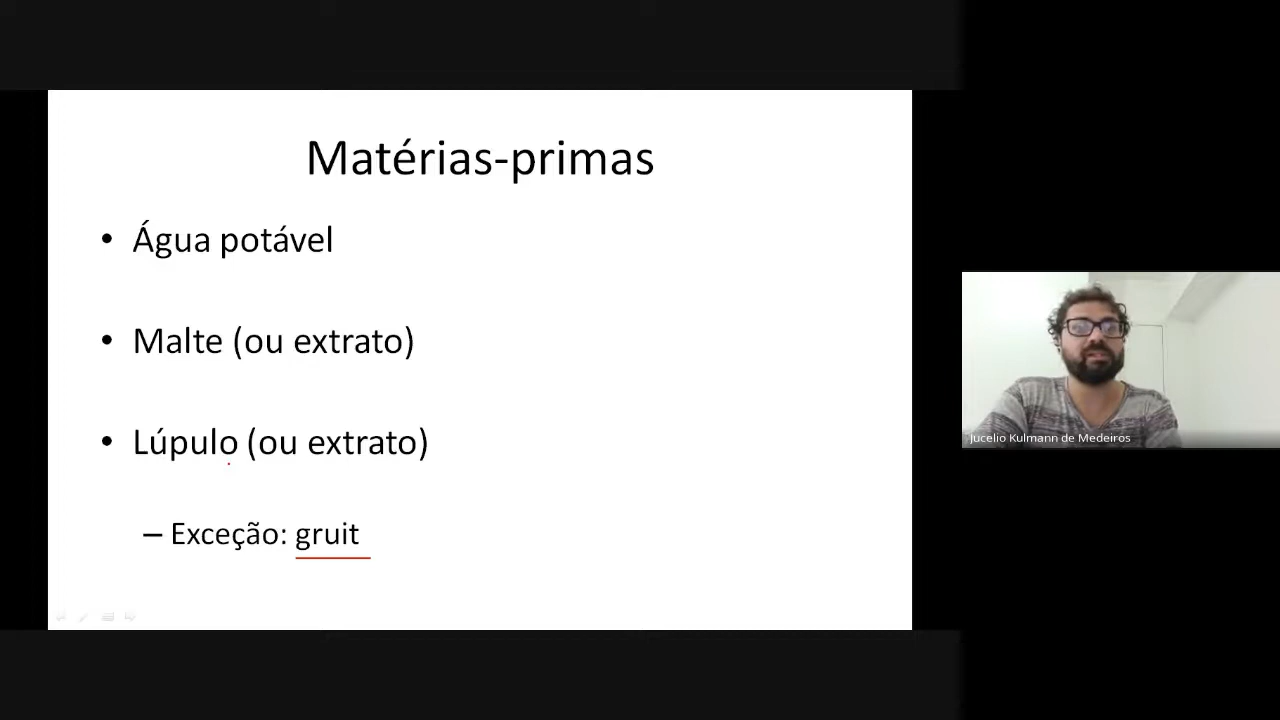 Matérias-primas
• Água potável
• Malte (ou extrato)
• Lúpulo (ou extrato)
– Exceção: gruit
Jucelio Kulmann de Medeiros